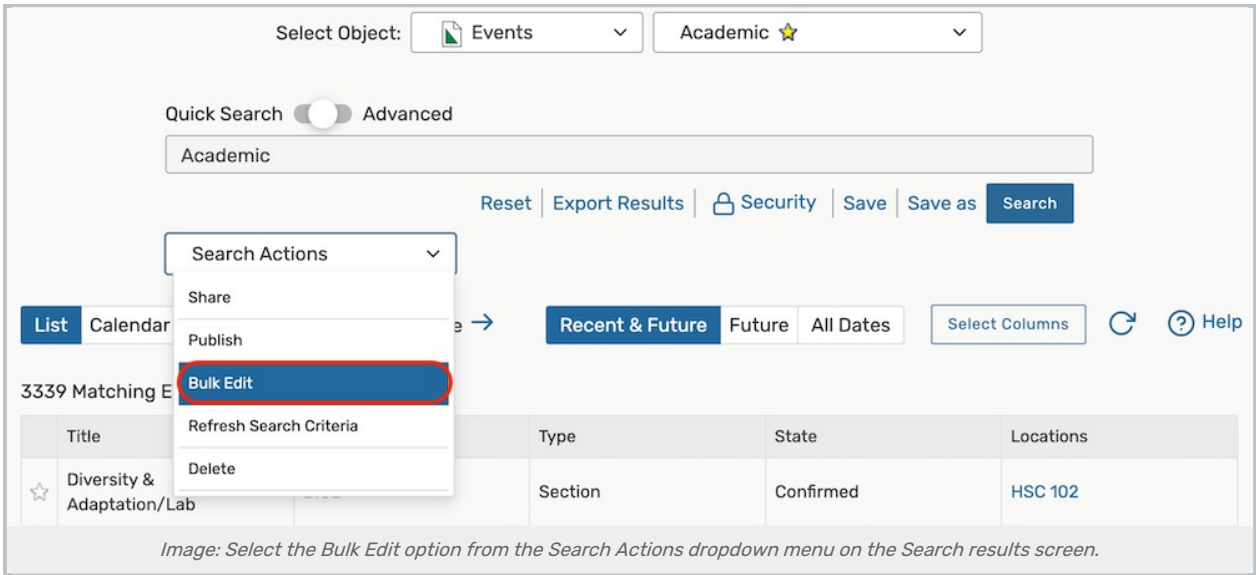 Select Object: Events Academic
Quick Search Advanced
Academic
Reset Export Results Security Save Save as Search
Search Actions
Share
List Calendar e → Recent & Future Future All Dates Select Columns Help
Publish
Bulk Edit
3339 Matching E
Refresh Search Criteria
Title Type State Locations
Delete
Diversity &
Adaptation/Lab Section Confirmed HSC 102
Image: Select the Bulk Edit option from the Search Actions dropdown menu on the Search results screen.